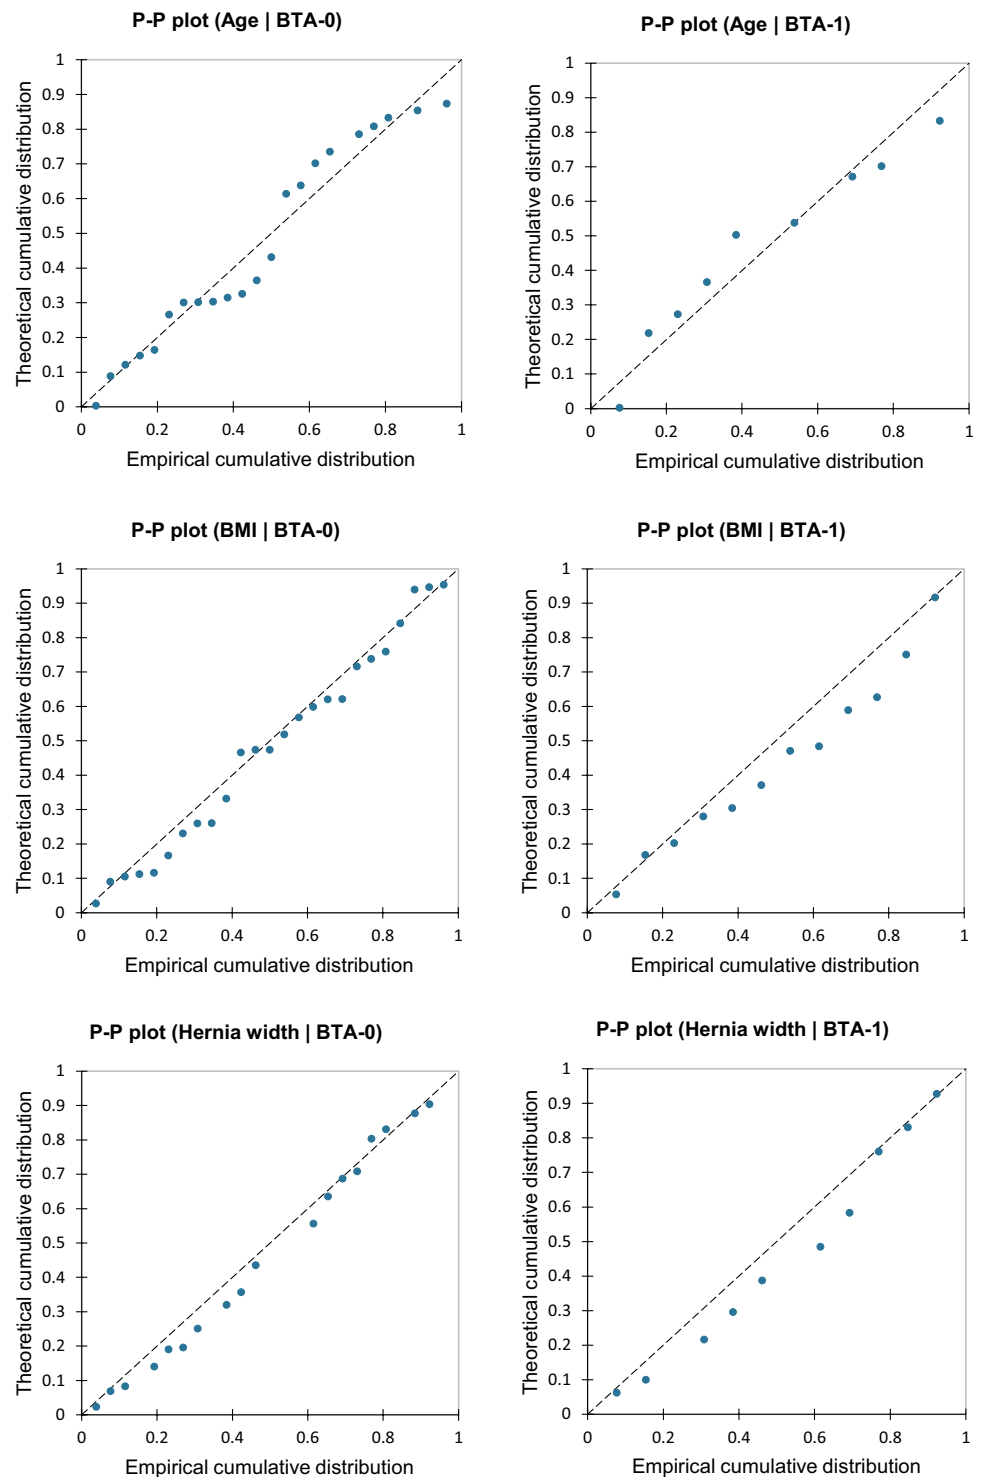 P-P plot (Age | BTA-0)
1
0.9
0.8
0.7
0.6
0.5
0.4
0.3
0.2
0.1
0
Theoretical cumulative distribution
0 0.2 0.4 0.6 0.8 1
Empirical cumulative distribution
P-P plot (Age | BTA-1)
1
0.9
0.8
0.7
0.6
0.5
0.4
0.3
0.2
0.1
0
Theoretical cumulative distribution
0 0.2 0.4 0.6 0.8 1
Empirical cumulative distribution
P-P plot (BMI | BTA-0)
1
0.9
0.8
0.7
0.6
0.5
0.4
0.3
0.2
0.1
0
Theoretical cumulative distribution
0 0.2 0.4 0.6 0.8 1
Empirical cumulative distribution
P-P plot (BMI | BTA-1)
1
0.9
0.8
0.7
0.6
0.5
0.4
0.3
0.2
0.1
0
Theoretical cumulative distribution
0 0.2 0.4 0.6 0.8 1
Empirical cumulative distribution
P-P plot (Hernia width | BTA-0)
1
0.9
0.8
0.7
0.6
0.5
0.4
0.3
0.2
0.1
0
Theoretical cumulative distribution
0 0.2 0.4 0.6 0.8 1
Empirical cumulative distribution
P-P plot (Hernia width | BTA-1)
1
0.9
0.8
0.7
0.6
0.5
0.4
0.3
0.2
0.1
0
Theoretical cumulative distribution
0 0.2 0.4 0.6 0.8 1
Empirical cumulative distribution